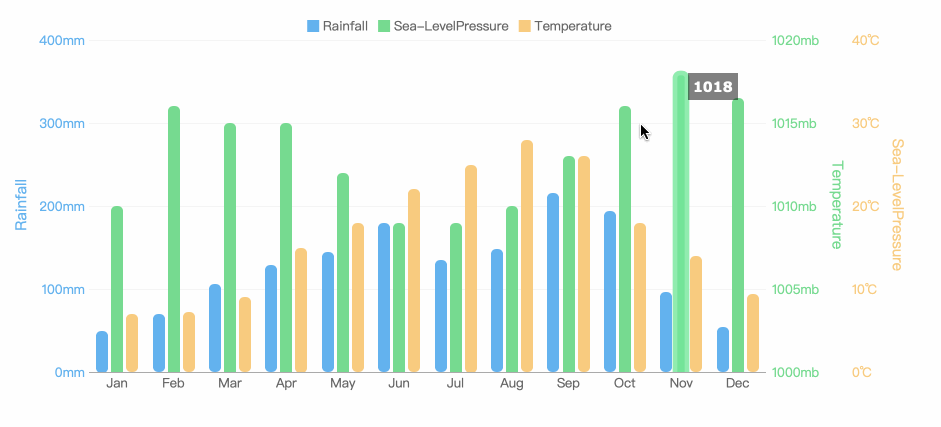 Rainfall Sea-LevelPressure Temperature
400mm 1020mb 40℃
1018
300mm 1015mb 30℃
Rainfall
Temperature
Sea-LevelPressure
200mm 1010mb 20℃
100mm 1005mb 10℃
0mm 1000mb 0℃
Jan Feb Mar Apr May Jun Jul Aug Sep Oct Nov Dec